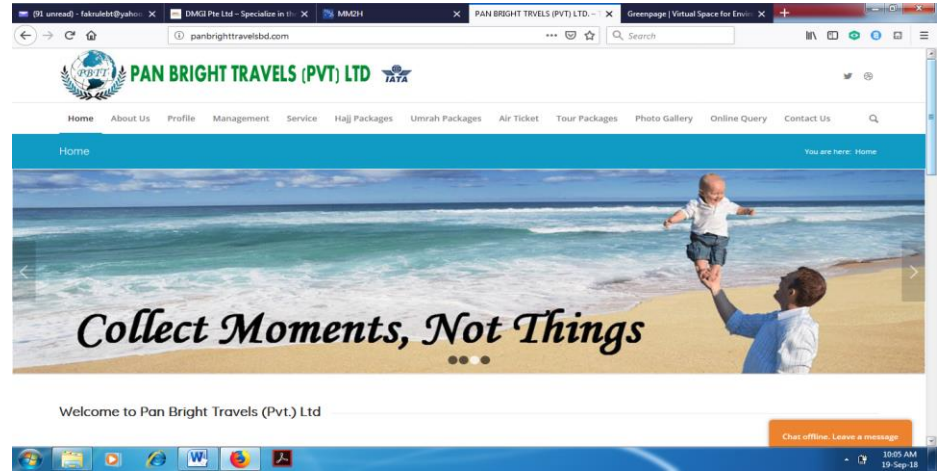 (91 unread) - fakrulebt@yahoo
DMGI Pte Ltd – Specialize in th
MM2H
PAN BRIGHT TRVELS (PVT) LTD. –
Greenpage | Virtual Space for Envir
panbrighttravelsbd.com
Search
PBTT
PAN BRIGHT TRAVELS (PVT) LTD
IATA
Home About Us Profile Management Service Hajj Packages Umrah Packages Air Ticket Tour Packages Photo Gallery Online Query Contact Us
Home
You are here: Home
Collect Moments, Not Things
Welcome to Pan Bright Travels (Pvt.) Ltd
Chat offline. Leave a message
10:05 AM
19-Sep-18